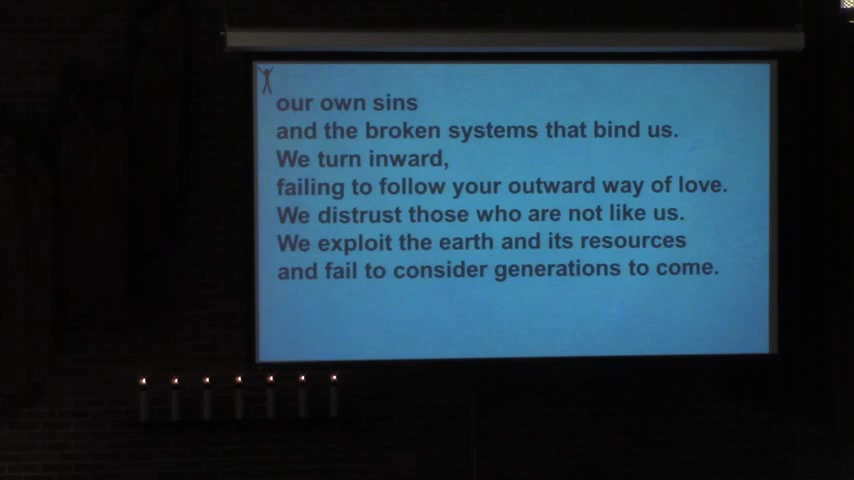 our own sins
and the broken systems that bind us.
We turn inward,
failing to follow your outward way of love.
We distrust those who are not like us.
We exploit the earth and its resources
and fail to consider generations to come.